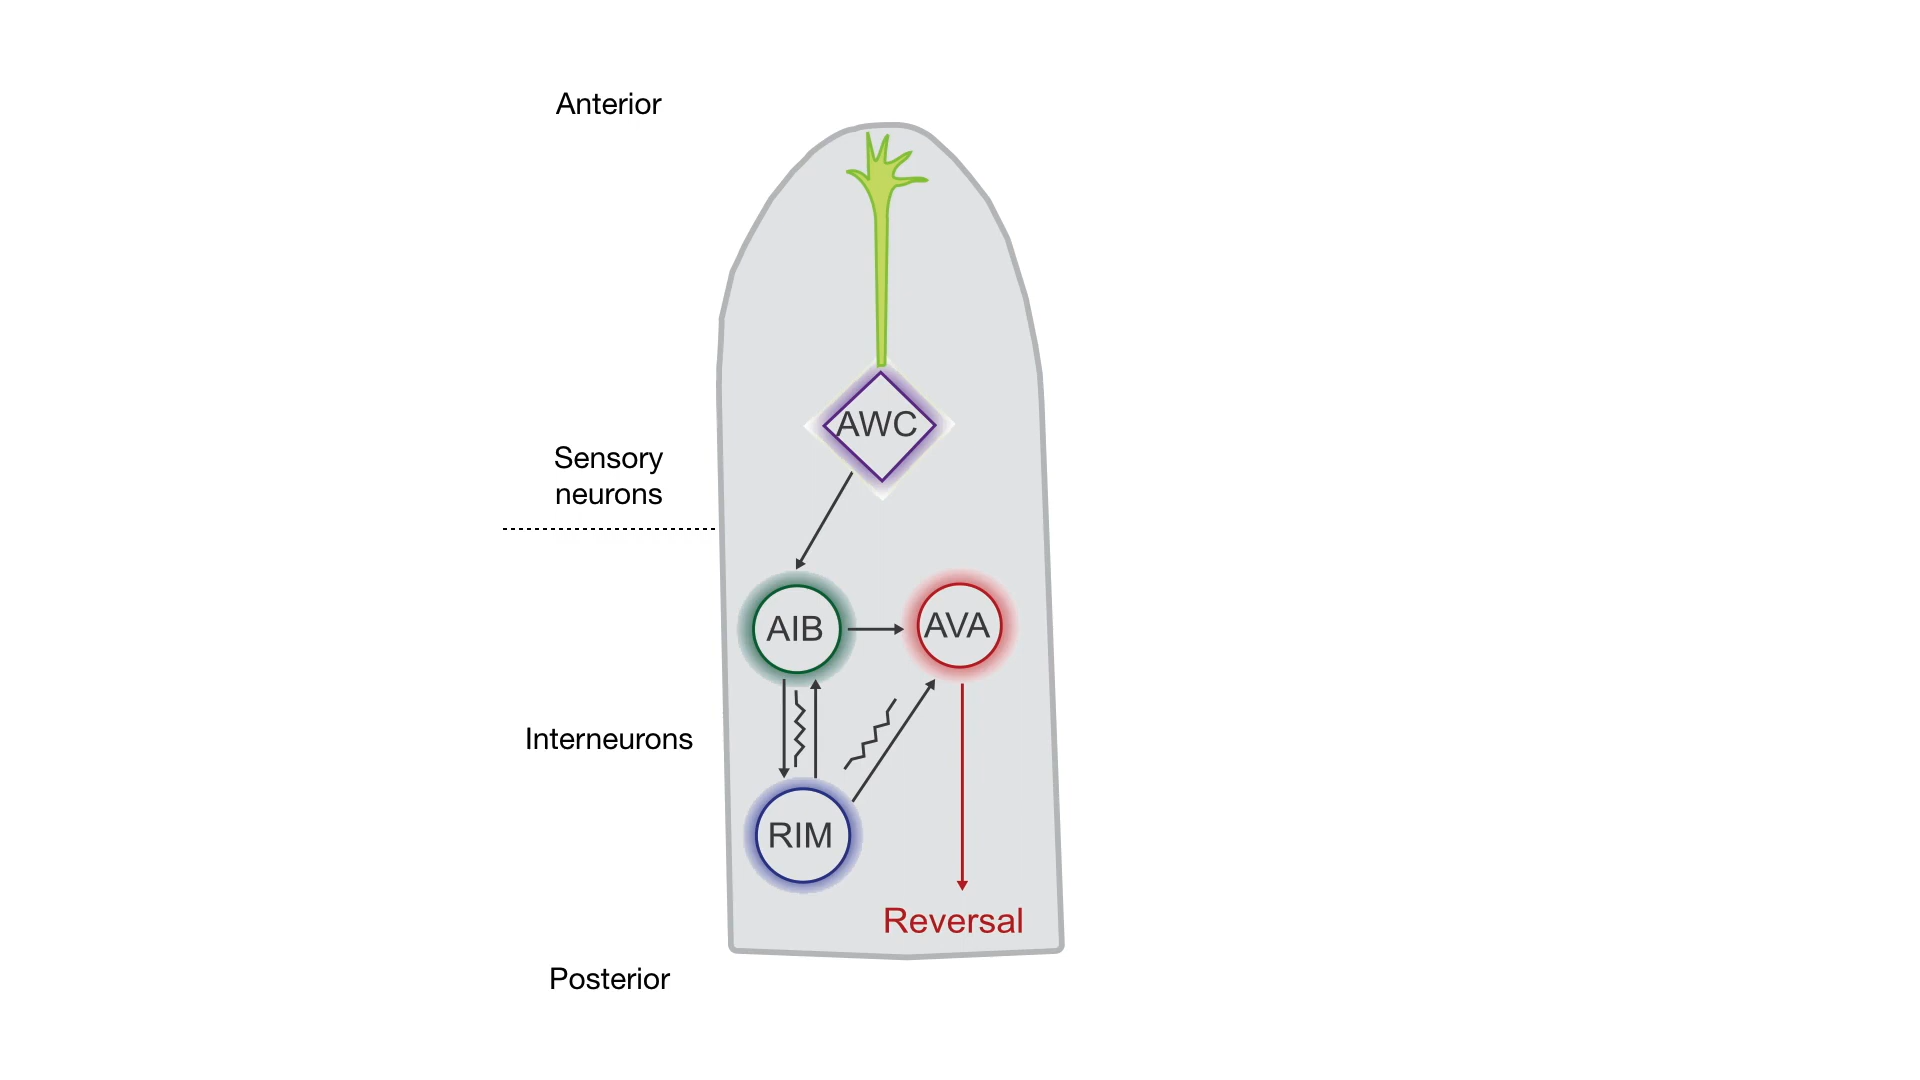 Anterior
AWC
Sensory
neurons
AIB
AVA
Interneurons
RIM
Reversal
Posterior